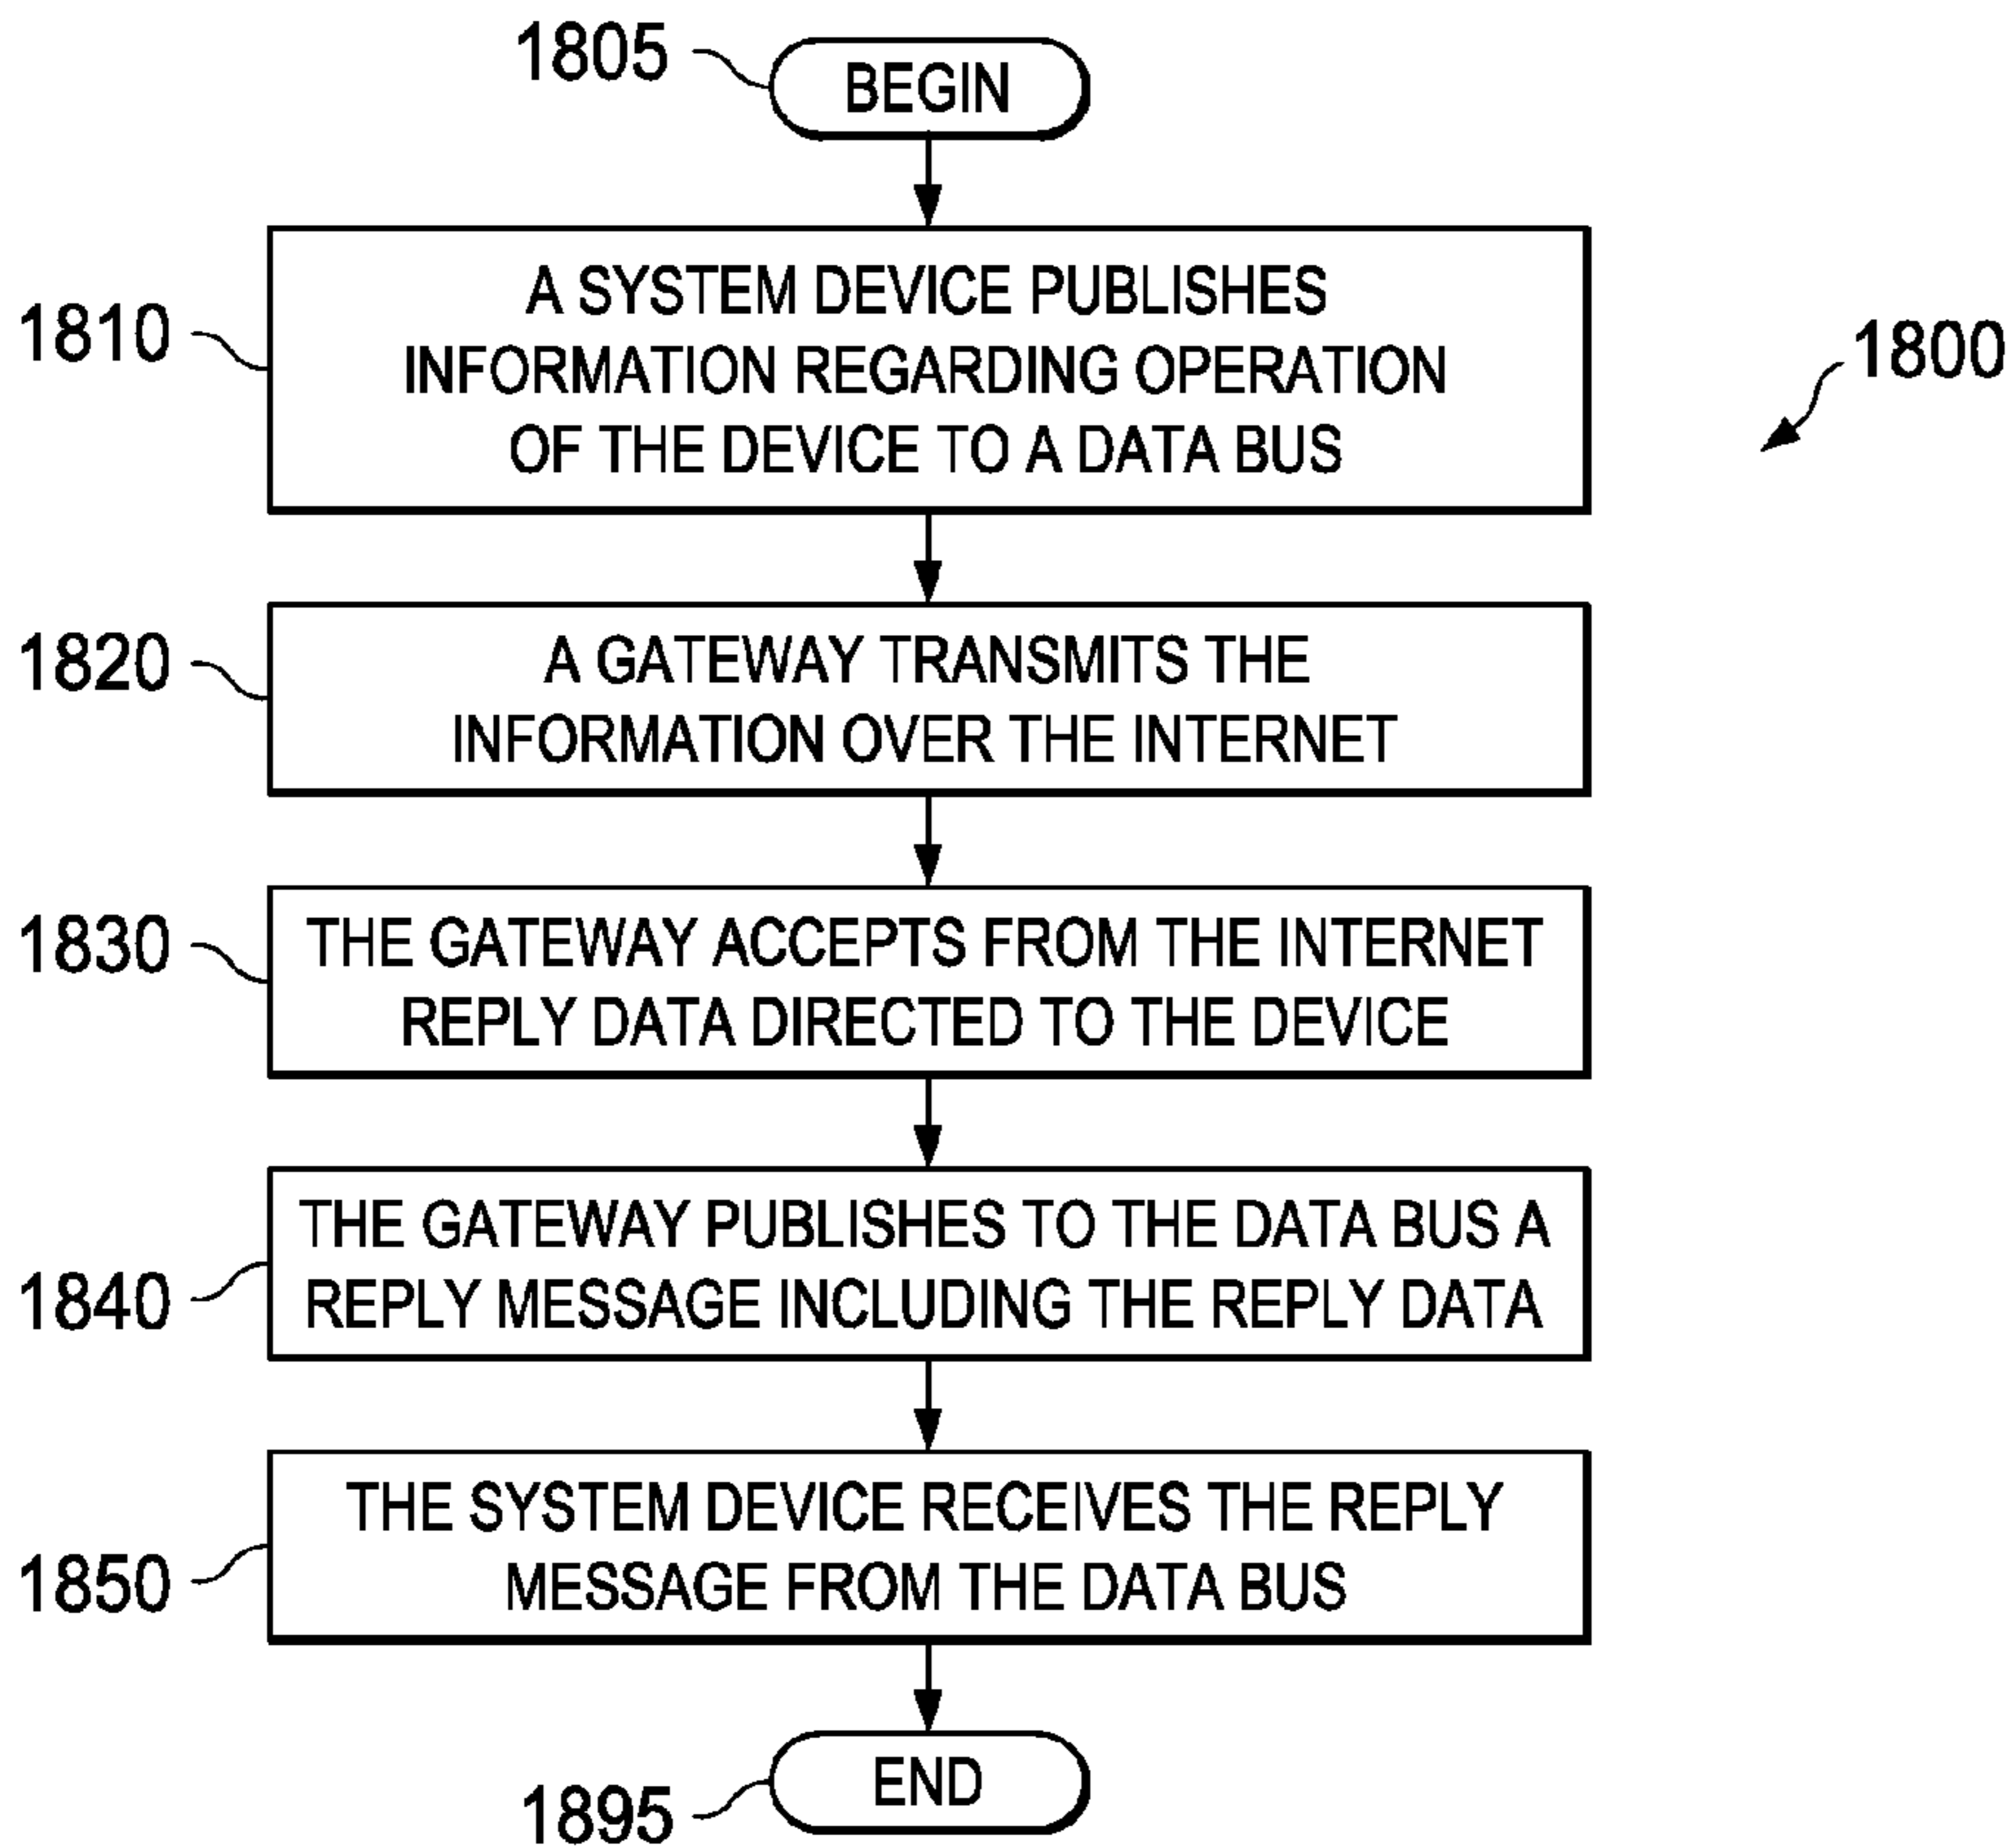 1805
BEGIN
1810
A SYSTEM DEVICE PUBLISHES
INFORMATION REGARDING OPERATION
OF THE DEVICE TO A DATA BUS
1800
1820
A GATEWAY TRANSMITS THE
INFORMATION OVER THE INTERNET
1830
THE GATEWAY ACCEPTS FROM THE INTERNET
REPLY DATA DIRECTED TO THE DEVICE
1840
THE GATEWAY PUBLISHES TO THE DATA BUS A
REPLY MESSAGE INCLUDING THE REPLY DATA
1850
THE SYSTEM DEVICE RECEIVES THE REPLY
MESSAGE FROM THE DATA BUS
1895
END